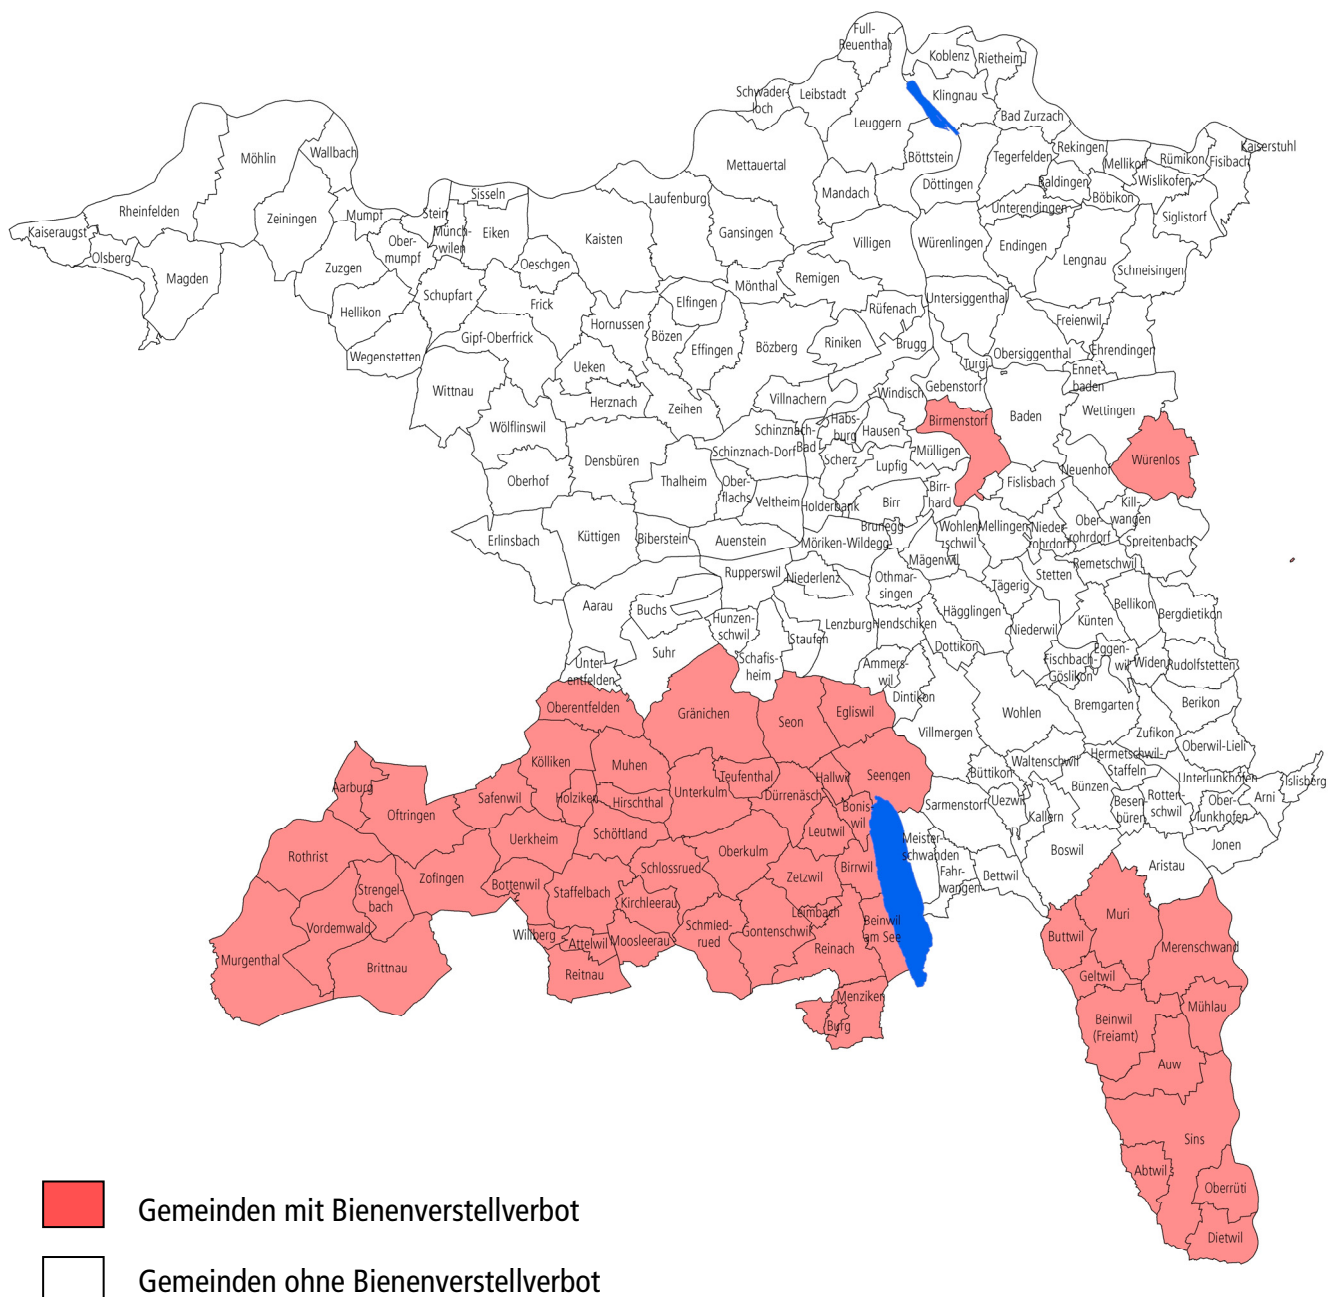 Full-
Reuenthal
Koblenz
Rietheim
Schwader-
loch
Leibstadt
Klingnau
Leuggern
Bad Zurzach
Kaiserstuhl
Möhlin
Wallbach
Mettauertal
Böttstein
Tegerfelden
Rekingen
Mellikon
Rümikon
Fisibach
Mandach
Döttingen
Baldingen
Böbikon
Wislikofen
Rheinfelden
Zeiningen
Mumpf
Stein
Sisseln
Laufenburg
Unterendingen
Siglistorf
Kaiseraugst
Olsberg
Magden
Ober-
mumpf
Münch-
wilen
Eiken
Kaisten
Gansingen
Villigen
Würenlingen
Endingen
Lengnau
Schneisingen
Zuzgen
Oeschgen
Mönthal
Remigen
Hellikon
Schupfart
Frick
Hornussen
Elfingen
Rüfenach
Untersiggenthal
Freienwil
Wegenstetten
Gipf-Oberfrick
Bözen
Effingen
Bözberg
Riniken
Brugg
Turgi
Obersiggenthal
Ehrendingen
Ennet-
baden
Wittnau
Ueken
Herznach
Zeihen
Villnachern
Windisch
Gebenstorf
Baden
Wettingen
Wölflinswil
Schinznach-
Bad
Habs-
burg
Hausen
Birmenstorf
Würenlos
Oberhof
Densbüren
Thalheim
Schinznach-Dorf
Ober-
flachs
Veltheim
Scherz
Lupfig
Mülligen
Neuenhof
Fislisbach
Holderbank
Birr
Birr-
hard
Kill-
wangen
Erlinsbach
Küttigen
Biberstein
Auenstein
Möriken-Wildegg
Brunegg
Wohlen-
schwil
Mellingen
Nieder-
rohrdorf
Ober-
rohrdorf
Spreitenbach
Mägenwil
Remetschwil
Rupperswil
Niederlenz
Othmar-
singen
Tägerig
Stetten
Aarau
Buchs
Hunzen-
schwil
Staufen
Lenzburg
Hendschiken
Hägglingen
Niederwil
Künten
Bellikon
Bergdietikon
Suhr
Schafis-
heim
Dottikon
Fischbach-
Göslikon
Eggen-
wil
Widen
Rudolfstetten
Unter-
entfelden
Ammers-
wil
Dintikon
Oberentfelden
Gränichen
Seon
Egliswil
Villmergen
Wohlen
Bremgarten
Berikon
Zufikon
Oberwil-Lieli
Kölliken
Muhen
Teufenthal
Hallwil
Seengen
Büttikon
Waltenschwil
Hermetschwil-
Staffeln
Unterlunkhofen
Islisberg
Aarburg
Oftringen
Safenwil
Holziken
Hirschthal
Unterkulm
Dürrenäsch
Bonis-
wil
Sarmenstorf
Uezwil
Kallern
Bünzen
Besen-
büren
Rotten-
schwil
Ober-
lunkhofen
Arni
Rothrist
Uerkheim
Schöftland
Oberkulm
Leutwil
Meister-
schwanden
Boswil
Jonen
Strengel-
bach
Zofingen
Bottenwil
Staffelbach
Schlossrued
Zetzwil
Birrwil
Fahr-
wangen
Bettwil
Aristau
Murgenthal
Vordemwald
Brittnau
Wiliberg
Attelwil
Kirchleerau
Moosleerau
Schmied-
rued
Gontenschwil
Leimbach
Reinach
Beinwil
am See
Buttwil
Muri
Merenschwand
Reitnau
Menziken
Burg
Geltwil
Beinwil
(Freiamt)
Mühlau
Auw
Sins
Abtwil
Oberrüti
Dietwil
Gemeinden mit Bienenverstellverbot
Gemeinden ohne Bienenverstellverbot